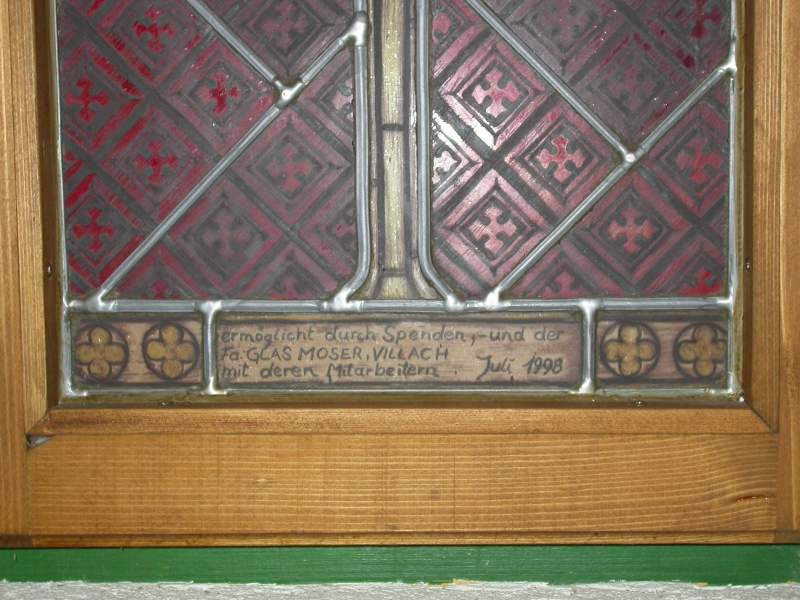 ermöglicht durch Spenden,-und der
Fa. GLAS MOSER, VILLACH
mit deren Mitarbeitern. Juli, 1998